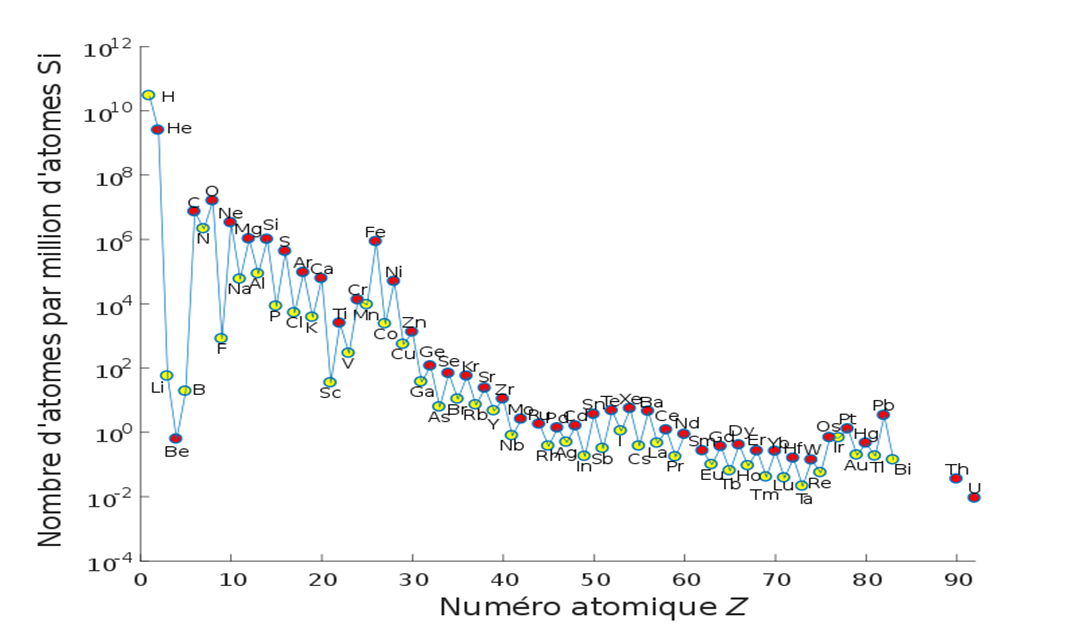 Nombre d'atomes par million d'atomes Si
10^12
10^10
10^8
10^6
10^4
10^2
10^0
10^-2
10^-4
H
He
Li
Be
B
C
N
O
F
Ne
Na
Mg
Al
Si
P
S
Cl
Ar
K
Ca
Sc
Ti
V
Cr
Mn
Fe
Co
Ni
Cu
Zn
Ga
Ge
As
Se
Br
Kr
Rb
Sr
Y
Zr
Nb
Mo
Ru
Rh
Pd
Ag
Cd
In
Sn
Sb
Te
I
Xe
Cs
Ba
La
Ce
Pr
Nd
Sm
Eu
Gd
Tb
Dy
Ho
Er
Tm
Yb
Lu
Hf
Ta
W
Re
Os
Ir
Pt
Au
Hg
Tl
Pb
Bi
Th
U
0 10 20 30 40 50 60 70 80 90
Numéro atomique Z